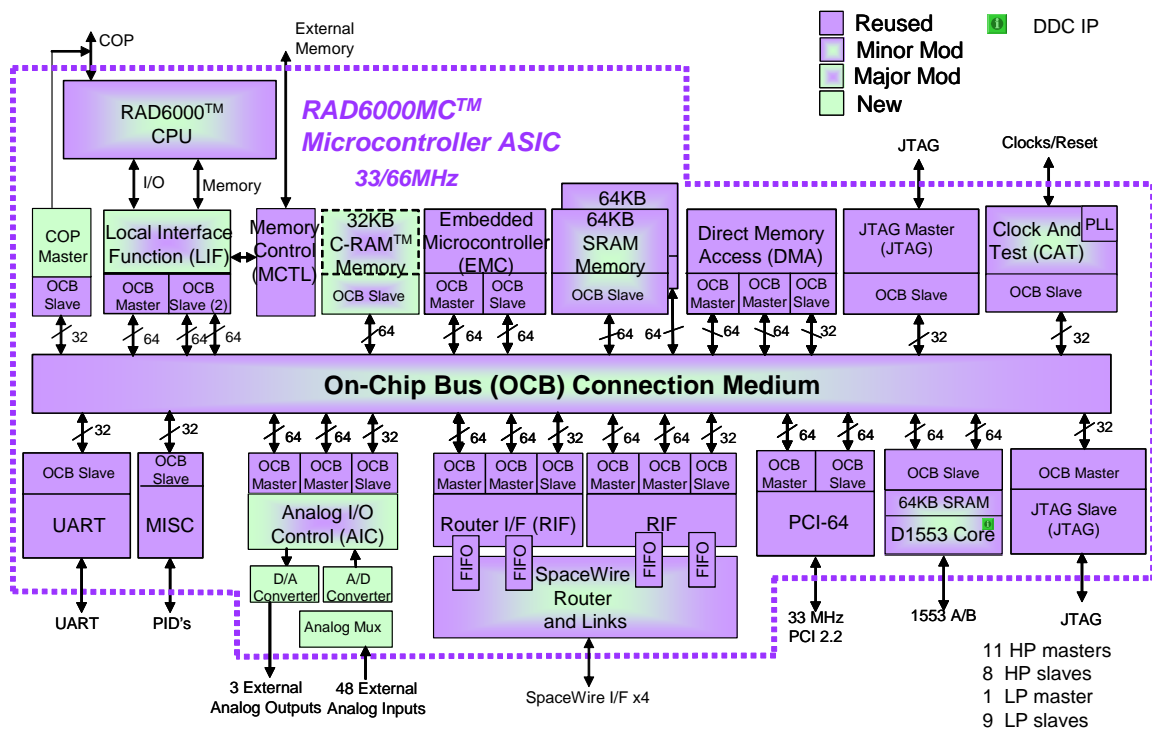 COP
External
Memory
Reused
Minor Mod
Major Mod
New
DDC IP
RAD6000™
CPU
RAD6000MC™
Microcontroller ASIC
33/66MHz
I/O
Memory
JTAG
Clocks/Reset
COP
Master
OCB
Slave
Local Interface
Function (LIF)
OCB
Master
OCB
Slave (2)
Memory
Control
(MCTL)
32KB
C-RAM™
Memory
OCB Slave
Embedded
Microcontroller
(EMC)
OCB
Master
OCB
Slave
64KB
64KB
SRAM
Memory
OCB Slave
Direct Memory
Access (DMA)
OCB
Master
OCB
Master
OCB
Slave
JTAG Master
(JTAG)
OCB Slave
PLL
Clock And
Test (CAT)
OCB Slave
32
64
64
64
64
64
64
64
64
64
64
32
32
32
On-Chip Bus (OCB) Connection Medium
32
32
64
64
32
64
64
32
64
64
32
64
64
64
64
32
OCB Slave
UART
OCB
Slave
MISC
OCB
Master
OCB
Master
OCB
Slave
Analog I/O
Control (AIC)
D/A
Converter
A/D
Converter
Analog Mux
OCB
Master
OCB
Master
OCB
Slave
Router I/F (RIF)
OCB
Slave
OCB
Master
OCB
Slave
RIF
FIFO
FIFO
FIFO
FIFO
SpaceWire
Router
and Links
OCB
Master
OCB
Slave
PCI-64
OCB Slave
64KB SRAM
D1553 Core
OCB Master
JTAG Slave
(JTAG)
UART
PID's
3 External
Analog Outputs
48 External
Analog Inputs
SpaceWire I/F x4
33 MHz
PCI 2.2
1553 A/B
JTAG
11 HP masters
8 HP slaves
1 LP master
9 LP slaves